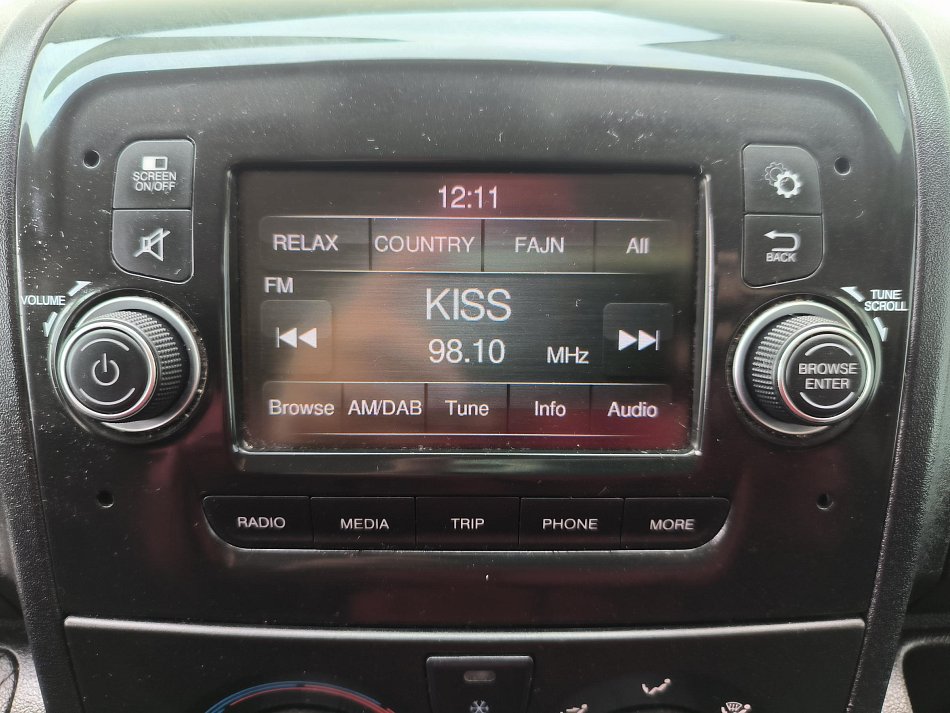 SCREEN
ON/OFF
12:11
RELAX COUNTRY FAJN All
BACK
FM
KISS
98.10 MHz
VOLUME
TUNE
SCROLL
BROWSE
ENTER
Browse AM/DAB Tune Info Audio
RADIO MEDIA TRIP PHONE MORE